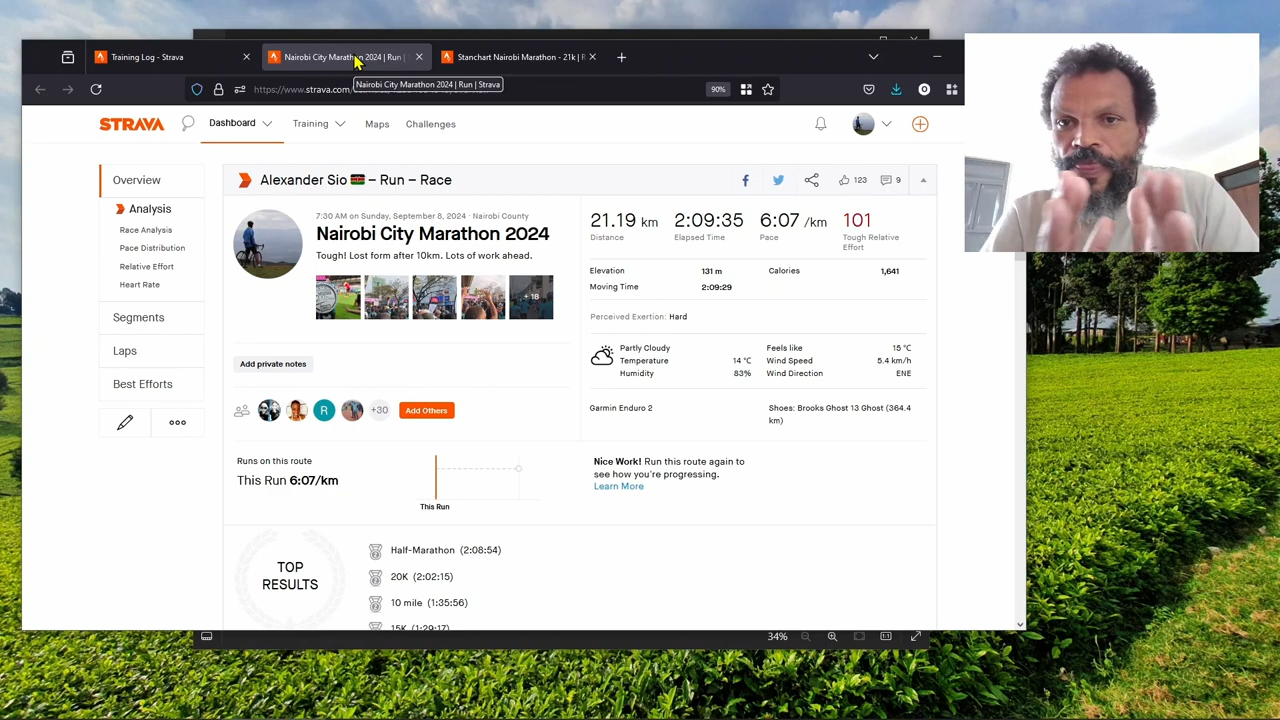 Training Log - Strava
Nairobi City Marathon 2024 | Run |
Stanchart Nairobi Marathon - 21k | R
https://www.strava.com/
90%
Nairobi City Marathon 2024 | Run | Strava
STRAVA
Dashboard
Training
Maps
Challenges
Overview
Analysis
Race Analysis
Pace Distribution
Relative Effort
Heart Rate
Segments
Laps
Best Efforts
Alexander Sio – Run – Race
123
9
7:30 AM on Sunday, September 8, 2024 · Nairobi County
Nairobi City Marathon 2024
Tough! Lost form after 10km. Lots of work ahead.
+ 18
Add private notes
R
+30
Add Others
21.19 km
Distance
2:09:35
Elapsed Time
6:07 /km
Pace
101
Tough Relative
Effort
Elevation 131 m Calories 1,641
Moving Time 2:09:29
Perceived Exertion: Hard
Partly Cloudy
Temperature 14 °C
Humidity 83%
Feels like 15 °C
Wind Speed 5.4 km/h
Wind Direction ENE
Garmin Enduro 2
Shoes: Brooks Ghost 13 Ghost (364.4
km)
Runs on this route
This Run 6:07/km
This Run
Nice Work! Run this route again to
see how you're progressing.
Learn More
TOP
RESULTS
Half-Marathon (2:08:54)
20K (2:02:15)
10 mile (1:35:56)
15K (1:29:17)
34%
1:1